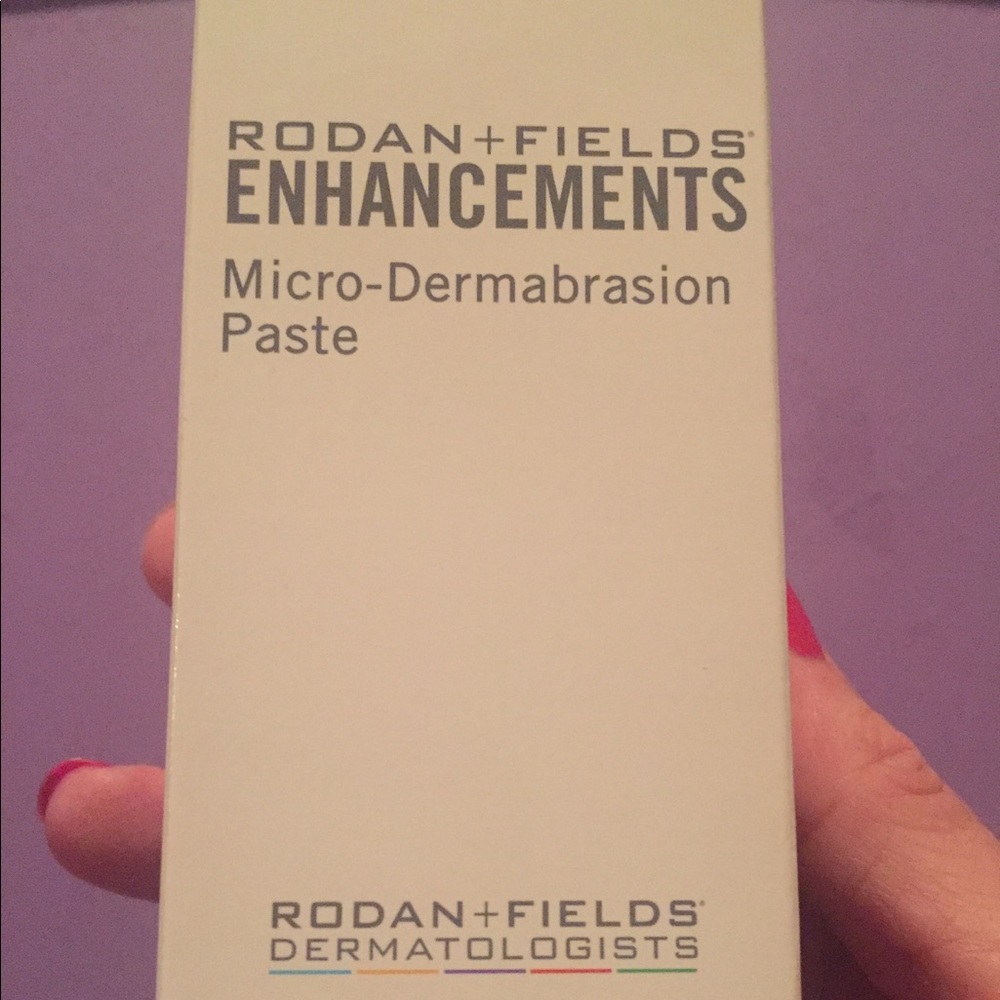 RODAN+FIELDS®
ENHANCEMENTS
Micro-Dermabrasion
Paste
RODAN+FIELDS®
DERMATOLOGISTS